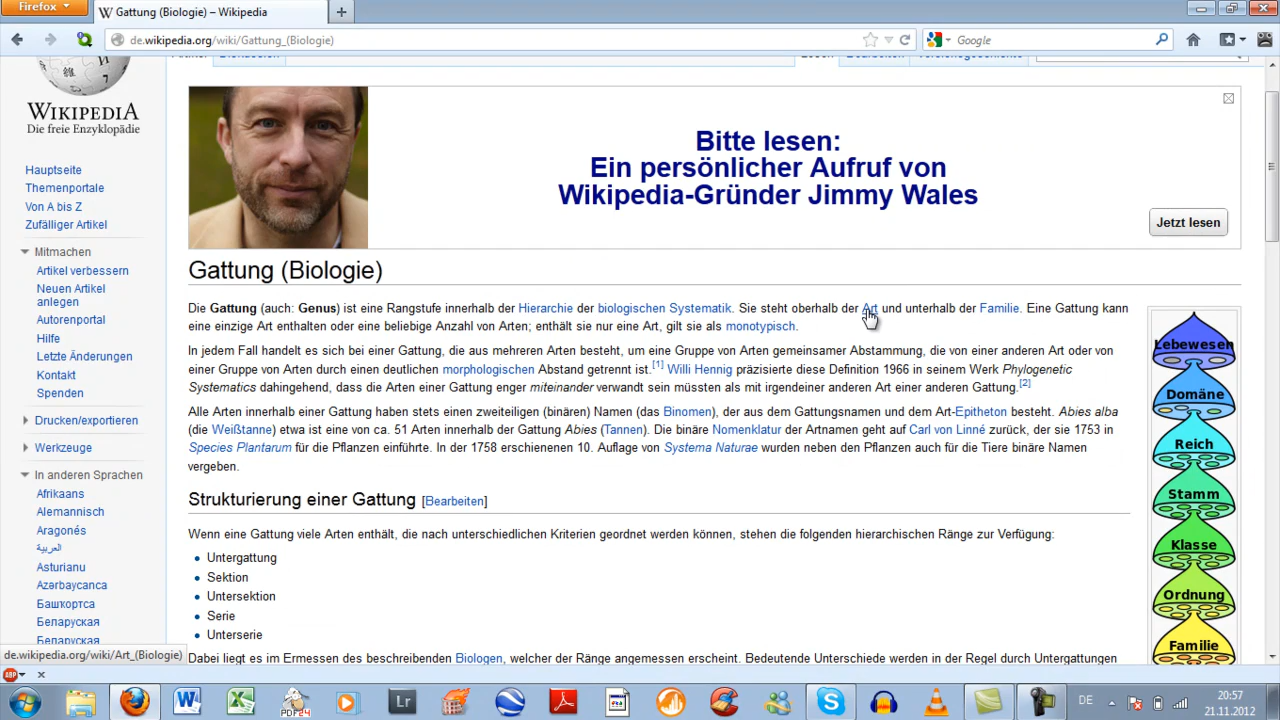 Firefox
Gattung (Biologie) – Wikipedia
de.wikipedia.org/wiki/Gattung_(Biologie)
Google
WIKIPEDIA
Die freie Enzyklopädie
Hauptseite
Themenportale
Von A bis Z
Zufälliger Artikel
Mitmachen
Artikel verbessern
Neuen Artikel
anlegen
Autorenportal
Hilfe
Letzte Änderungen
Kontakt
Spenden
Drucken/exportieren
Werkzeuge
In anderen Sprachen
Afrikaans
Alemannisch
Aragonés
العربية
Asturianu
Azərbaycanca
Башҡортса
Беларуская
Беларуская
Bitte lesen:
Ein persönlicher Aufruf von
Wikipedia-Gründer Jimmy Wales
Jetzt lesen
Gattung (Biologie)
Die Gattung (auch: Genus) ist eine Rangstufe innerhalb der Hierarchie der biologischen Systematik. Sie steht oberhalb der Art und unterhalb der Familie. Eine Gattung kann
eine einzige Art enthalten oder eine beliebige Anzahl von Arten; enthält sie nur eine Art, gilt sie als monotypisch.
In jedem Fall handelt es sich bei einer Gattung, die aus mehreren Arten besteht, um eine Gruppe von Arten gemeinsamer Abstammung, die von einer anderen Art oder von
einer Gruppe von Arten durch einen deutlichen morphologischen Abstand getrennt ist.[1] Willi Hennig präzisierte diese Definition 1966 in seinem Werk Phylogenetic
Systematics dahingehend, dass die Arten einer Gattung enger miteinander verwandt sein müssten als mit irgendeiner anderen Art einer anderen Gattung.[2]
Alle Arten innerhalb einer Gattung haben stets einen zweiteiligen (binären) Namen (das Binomen), der aus dem Gattungsnamen und dem Art-Epitheton besteht. Abies alba
(die Weißtanne) etwa ist eine von ca. 51 Arten innerhalb der Gattung Abies (Tannen). Die binäre Nomenklatur der Artnamen geht auf Carl von Linné zurück, der sie 1753 in
Species Plantarum für die Pflanzen einführte. In der 1758 erschienenen 10. Auflage von Systema Naturae wurden neben den Pflanzen auch für die Tiere binäre Namen
vergeben.
Strukturierung einer Gattung [Bearbeiten]
Wenn eine Gattung viele Arten enthält, die nach unterschiedlichen Kriterien geordnet werden können, stehen die folgenden hierarchischen Ränge zur Verfügung:
Untergattung
Sektion
Untersektion
Serie
Unterserie
Dabei liegt es im Ermessen des beschreibenden Biologen, welcher der Ränge angemessen erscheint. Bedeutende Unterschiede werden in der Regel durch Untergattungen
Lebewesen
Domäne
Reich
Stamm
Klasse
Ordnung
Familie
de.wikipedia.org/wiki/Art_(Biologie)
ABP
PDF24
Lr
DE
20:57
21.11.2012